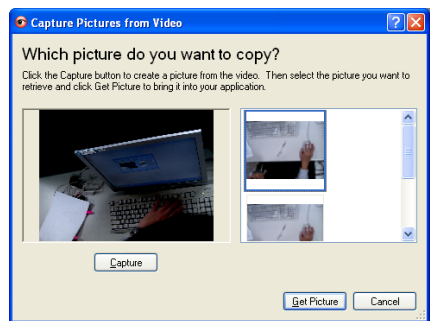 Capture Pictures from Video
Which picture do you want to copy?
Click the Capture button to create a picture from the video. Then select the picture you want to
retrieve and click Get Picture to bring it into your application.
Capture
Get Picture
Cancel